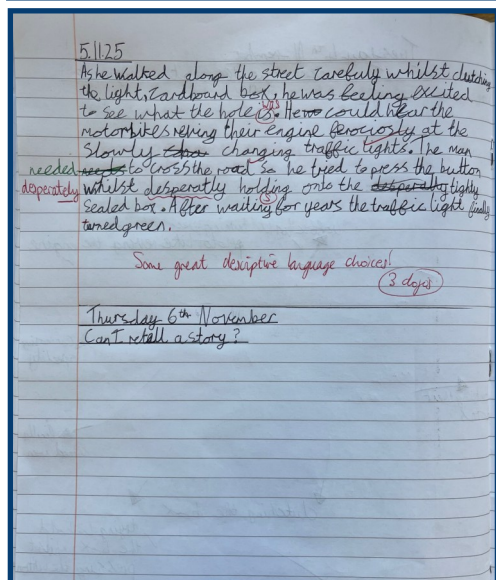 5.11.25
As he walked along the street carefuly whilst clutching
the light, cardboard box, he was feeling excited
to see what the hole is. was He could hear the
motorbikes reving their engine ferociosly at the
Slowly changing traffic lights. The man
needed needs to cross the road so he tried to press the button
desperately whilst desperatly holding onto the desperatly tighly
sealed box. After waiting for years the traffic light finally
turned green.
Some great descriptive language choices!
3 dojos
Thursday 6th November
Can I retell a story?